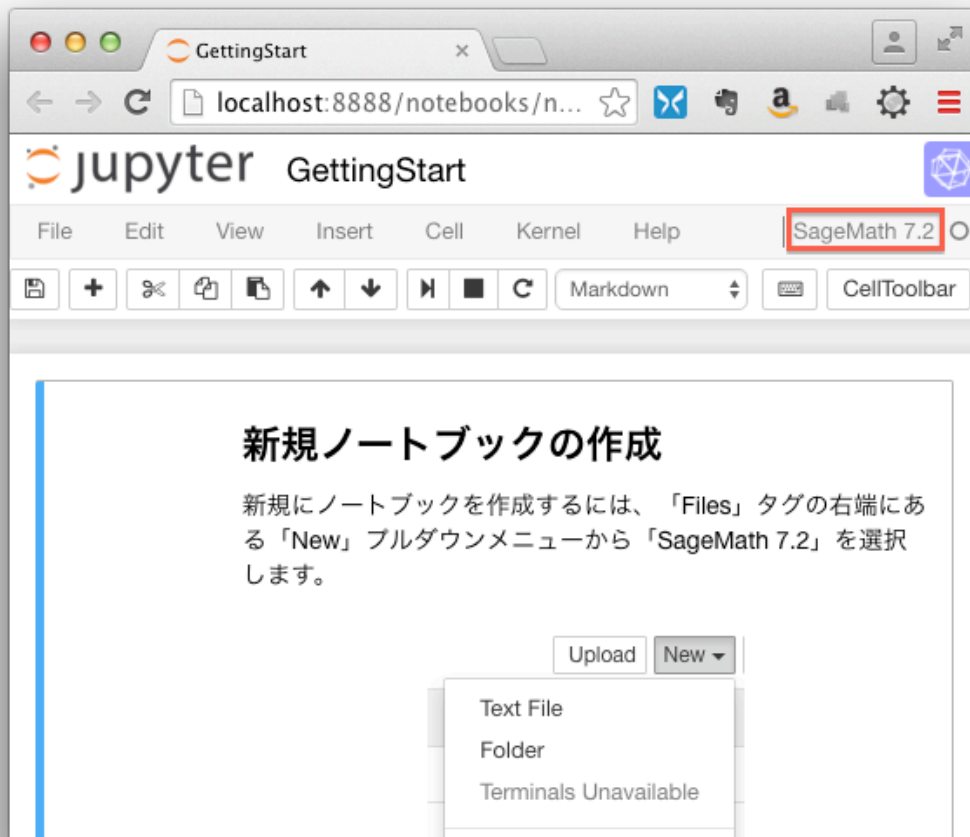 GettingStart
localhost:8888/notebooks/n...
jupyter GettingStart
File Edit View Insert Cell Kernel Help SageMath 7.2
Markdown CellToolbar
新規ノートブックの作成
新規にノートブックを作成するには、「Files」タグの右端にあ
る「New」プルダウンメニューから「SageMath 7.2」を選択
します。
Upload New
Text File
Folder
Terminals Unavailable